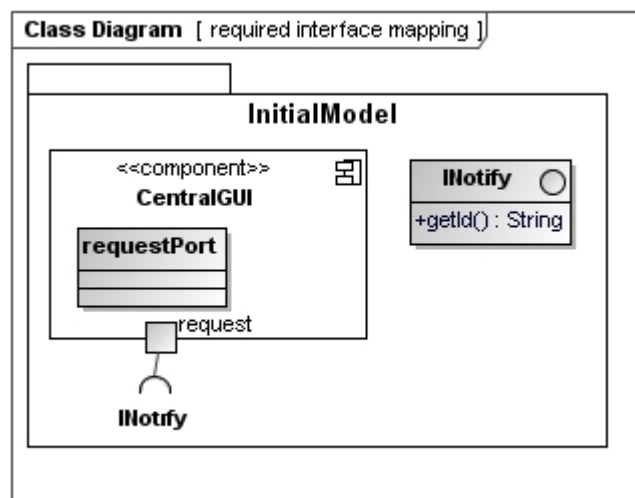 Class Diagram [ required interface mapping ]
InitialModel
<<component>>
CentralGUI
requestPort
request
INotify
INotify
+getId() : String